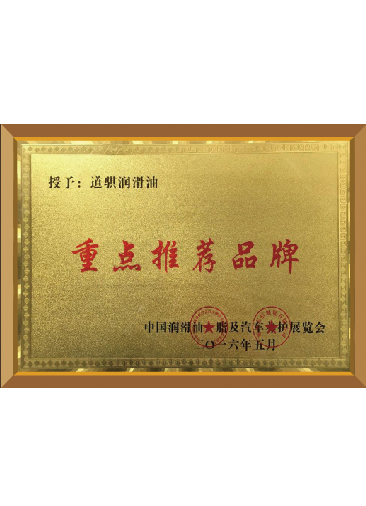 授予：道骐润滑油
重点推荐品牌
中国润滑油 脂及汽车 护展览会
二〇一六年五月